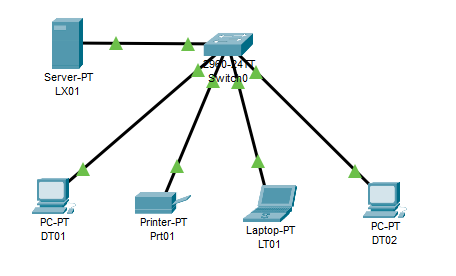 2960-24TT
Switch0
Server-PT
LX01
PC-PT
DT01
Printer-PT
Prt01
Laptop-PT
LT01
PC-PT
DT02